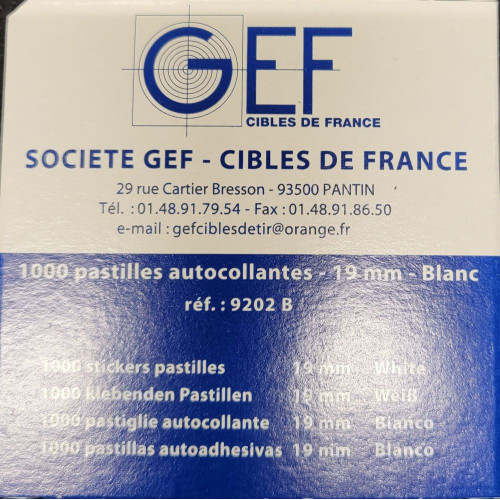 GEF
CIBLES DE FRANCE
SOCIETE GEF - CIBLES DE FRANCE
29 rue Cartier Bresson - 93500 PANTIN
Tél. : 01.48.91.79.54 - Fax : 01.48.91.86.50
e-mail : gefciblesdetir@orange.fr
1000 pastilles autocollantes - 19 mm - Blanc
réf. : 9202 B
1000 stickers pastilles 19 mm White
1000 klebenden Pastillen 19 mm Weiß
1000 pastiglie autocollante 19 mm Bianco
1000 pastillas autoadhesivas 19 mm Blanco